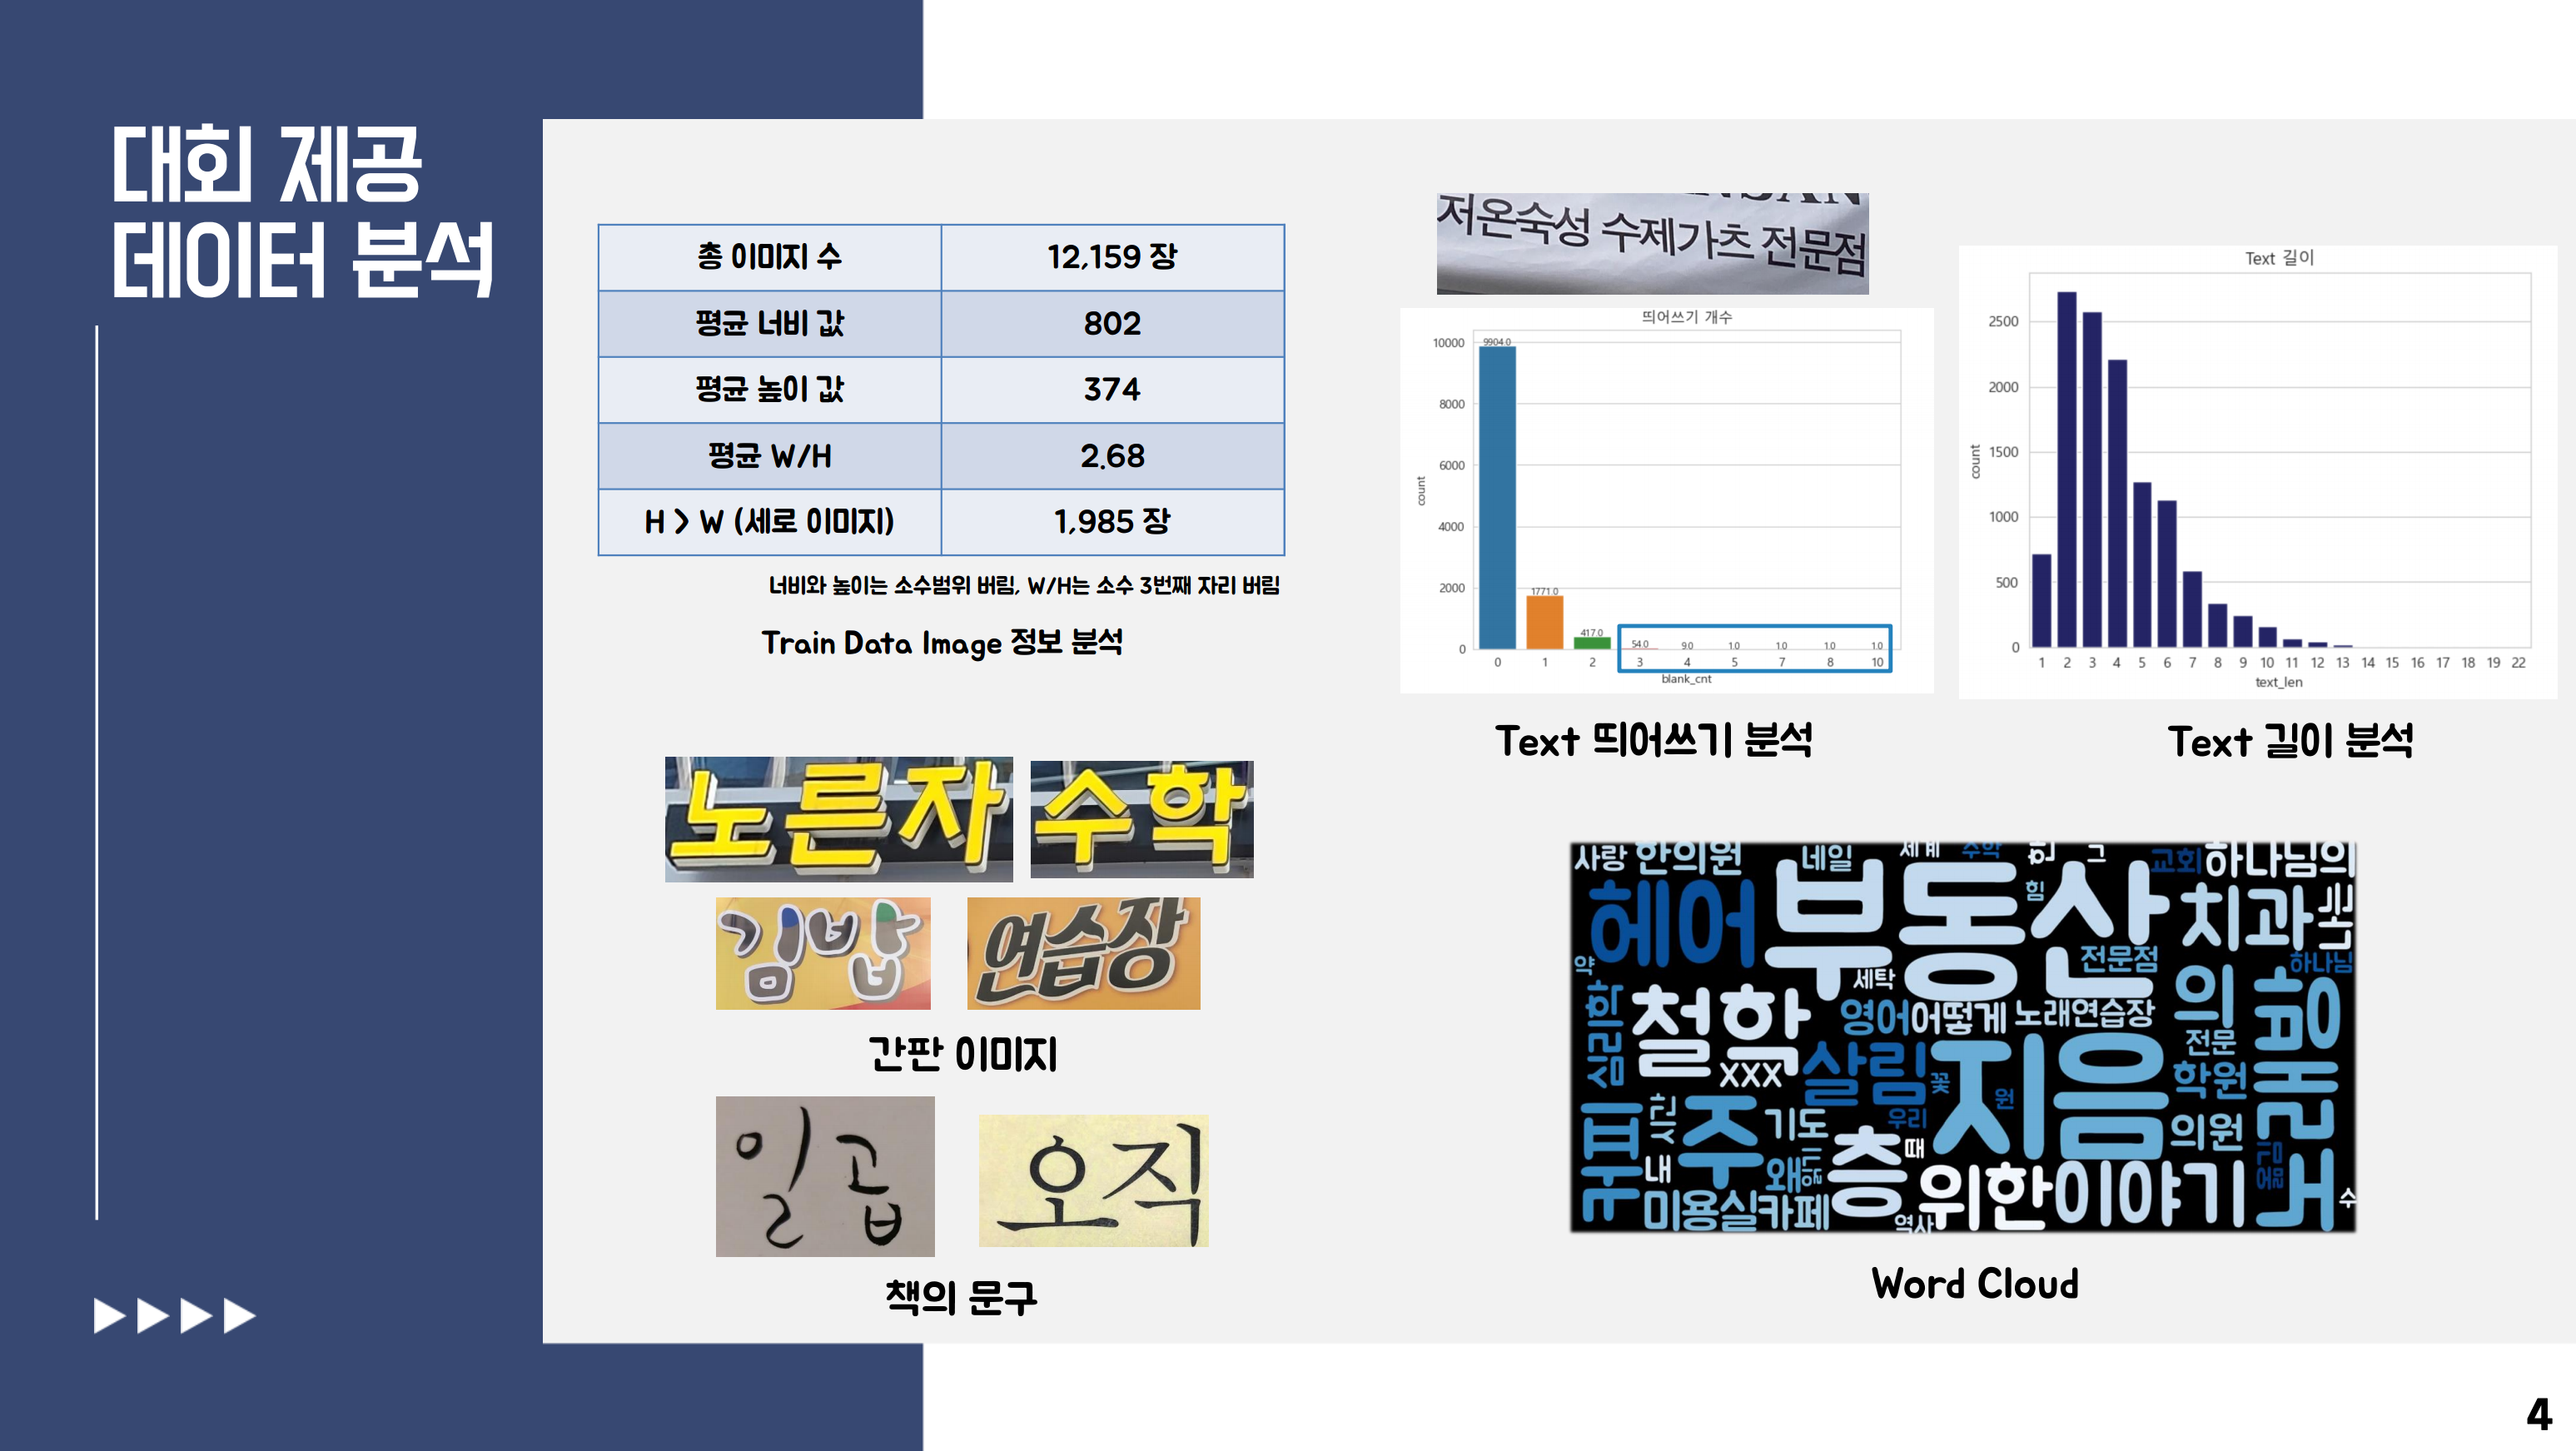 대회 제공
데이터 분석
총 이미지 수 12,159 장
평균 너비 값 802
평균 높이 값 374
평균 W/H 2.68
H > W (세로 이미지) 1,985 장
너비와 높이는 소수범위 버림, W/H는 소수 3번째 자리 버림
Train Data Image 정보 분석
노른자 수학
김밥 연습장
간판 이미지
일곱 오직
책의 문구
저온숙성 수제가츠 전문점
띄어쓰기 개수
10000
8000
6000
4000
2000
0
count
9904.0 1771.0 417.0 54.0 9.0 1.0 1.0 1.0 1.0
0 1 2 3 4 5 7 8 10
blank_cnt
Text 띄어쓰기 분석
Text 길이
2500
2000
1500
1000
500
0
count
1 2 3 4 5 6 7 8 9 10 11 12 13 14 15 16 17 18 19 22
text_len
Text 길이 분석
사랑 한의원 네일 세계 수학 그 교회 하나님의
헤어 부동산 힘 치과
약 세탁 전문점 하나님
심리학 철학 영어 어떻게 노래연습장 의
xxx 살림 꽃 지음 원 전문 학원
커피 주 기도 우리 의원
내 왜 층 때 위한 이야기
미용실 카페 역사 수
Word Cloud
4